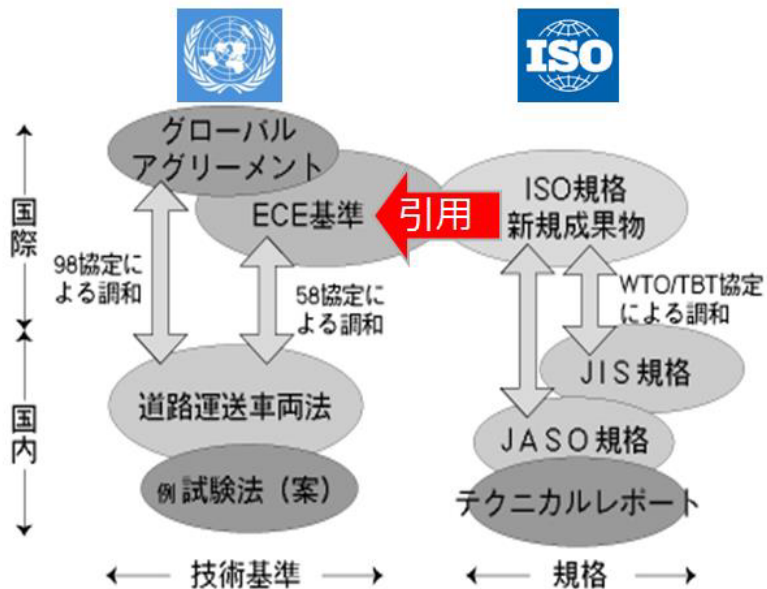 ISO
グローバル
アグリーメント
ECE基準
引用
ISO規格
新規成果物
国際
98協定に
よる調和
58協定に
よる調和
WTO/TBT協定
による調和
国内
道路運送車両法
例 試験法（案）
JIS規格
JASO規格
テクニカルレポート
技術基準
規格